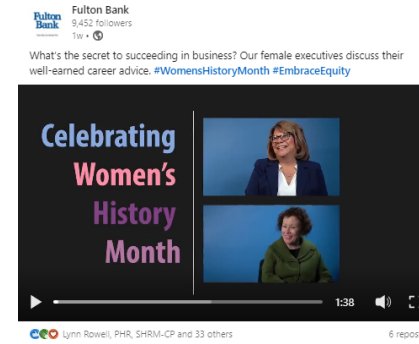 Fulton Bank
Fulton
Bank
9,452 followers
1w •
What's the secret to succeeding in business? Our female executives discuss their
well-earned career advice. #WomensHistoryMonth #EmbraceEquity
Celebrating
Women's
History
Month
1:38
Lynn Rowell, PHR, SHRM-CP and 33 others
6 repos